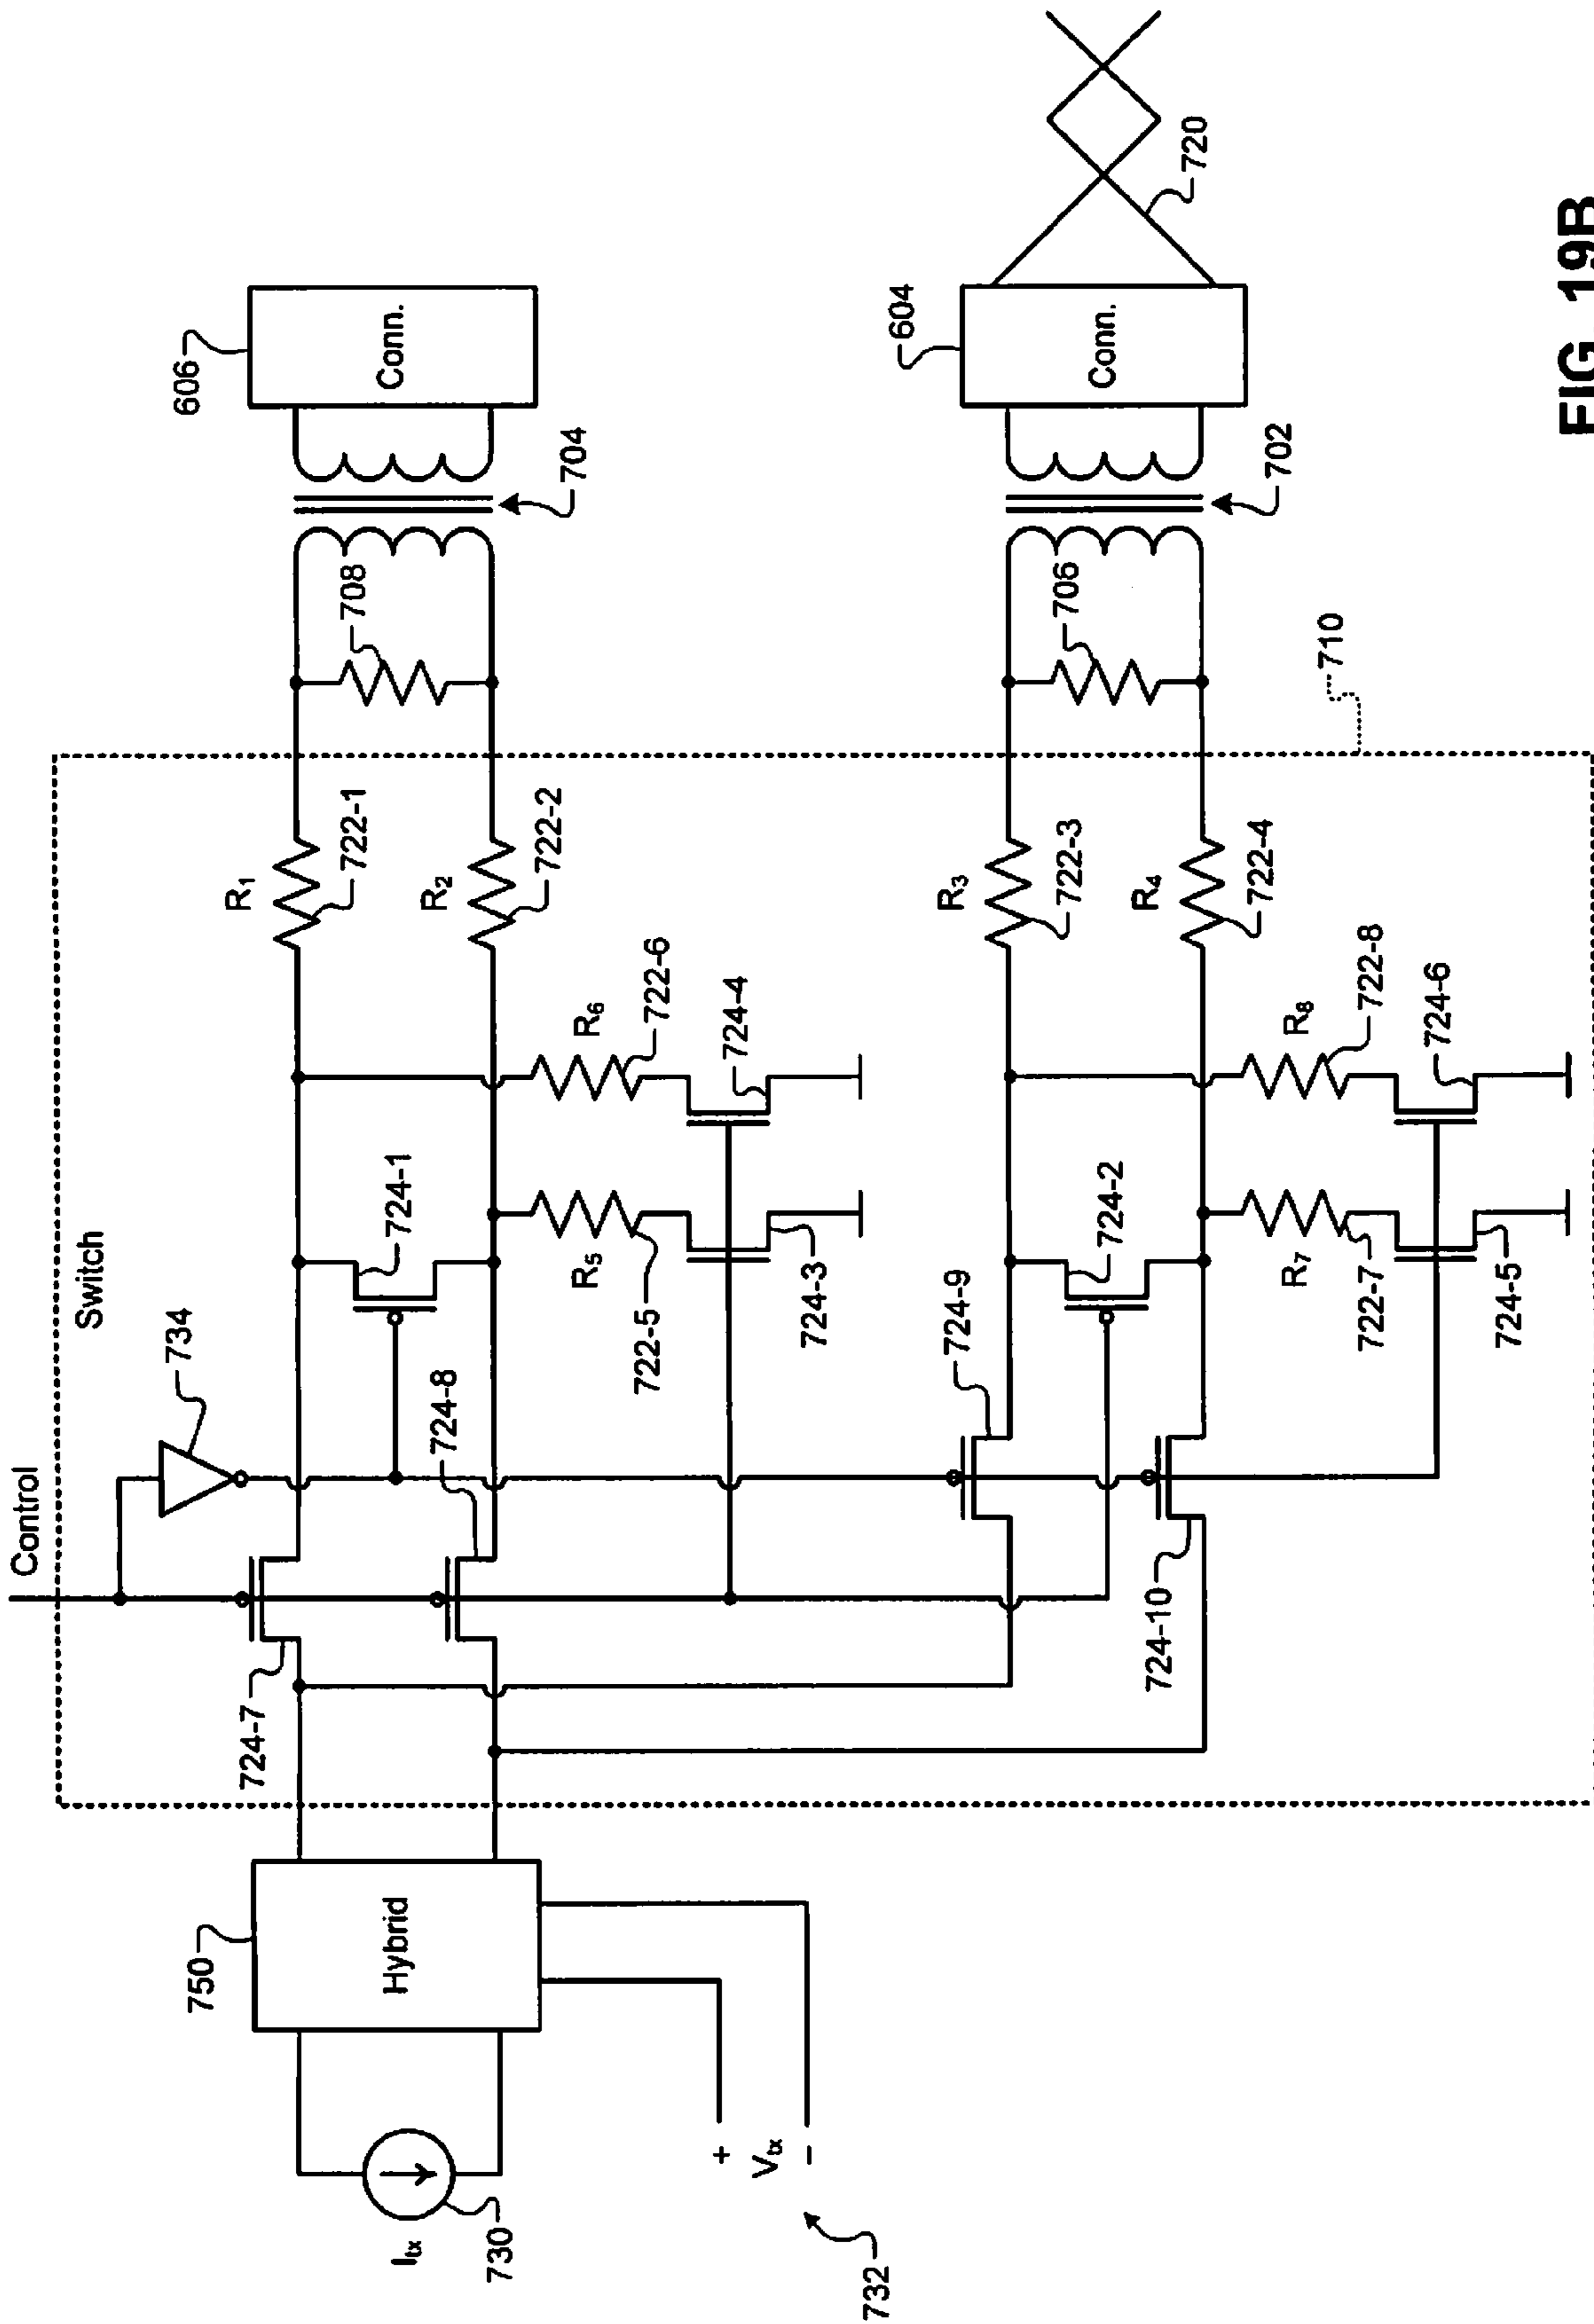 Control
Switch
734
606
Conn.
704
708
R₁
722-1
R₂
722-2
724-7
724-8
724-1
R₆
722-6
724-4
R₅
722-5
724-3
750
Hybrid
Iₜₓ
730
+
Vₜₓ
−
732
604
Conn.
720
702
706
710
R₃
722-3
R₄
722-4
724-9
724-2
724-10
R₈
722-8
724-6
R₇
722-7
724-5
FIG. 19B